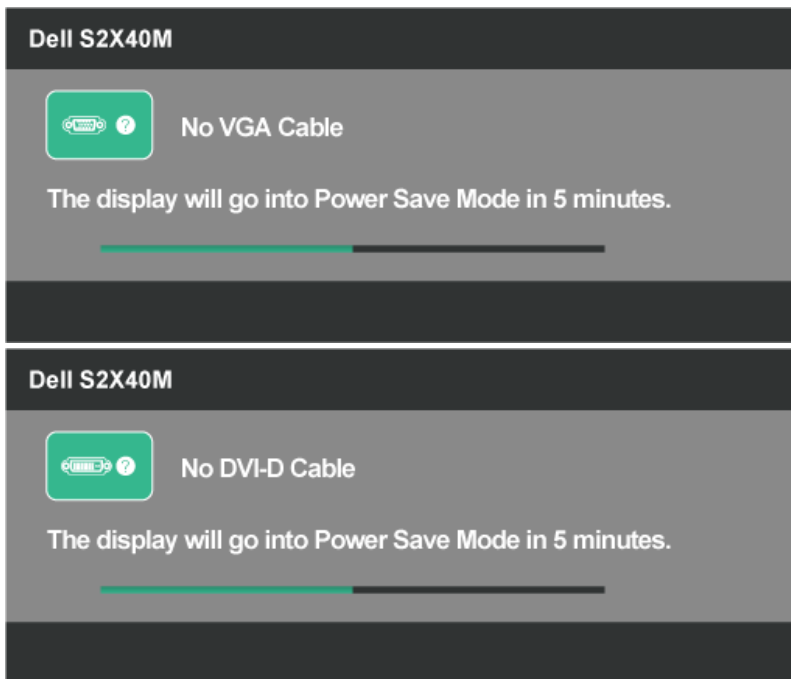 Dell S2X40M
? No VGA Cable
The display will go into Power Save Mode in 5 minutes.
Dell S2X40M
? No DVI-D Cable
The display will go into Power Save Mode in 5 minutes.